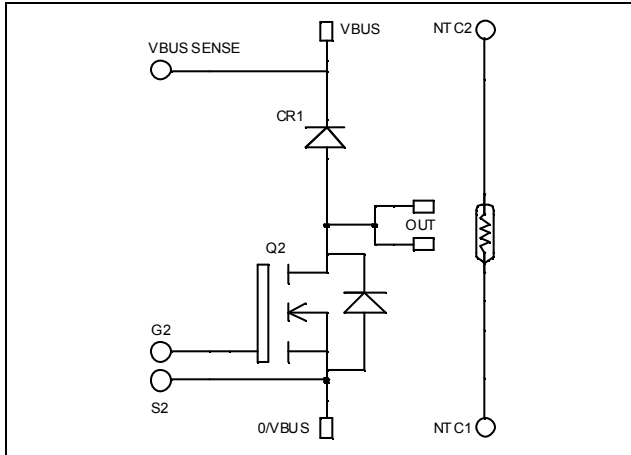 VBUS
NTC2
VBUS SENSE
CR1
OUT
Q2
G2
S2
0/VBUS
NTC1